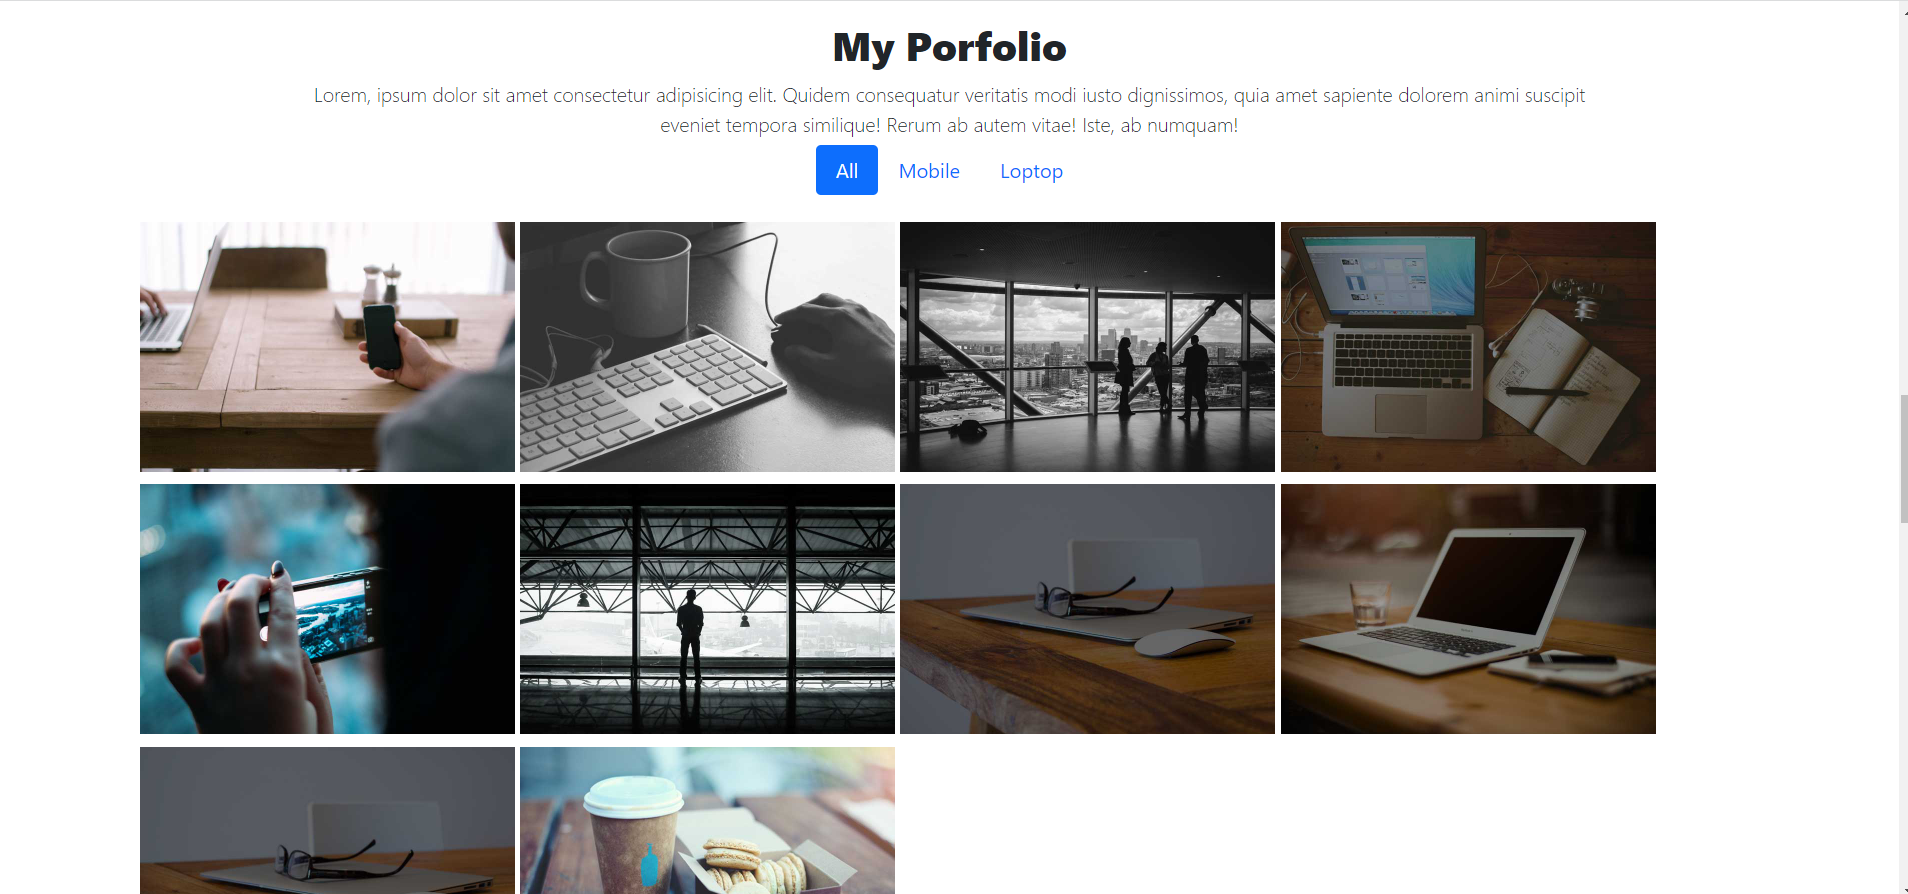 My Porfolio
Lorem, ipsum dolor sit amet consectetur adipisicing elit. Quidem consequatur veritatis modi iusto dignissimos, quia amet sapiente dolorem animi suscipit
eveniet tempora similique! Rerum ab autem vitae! Iste, ab numquam!
All Mobile Loptop